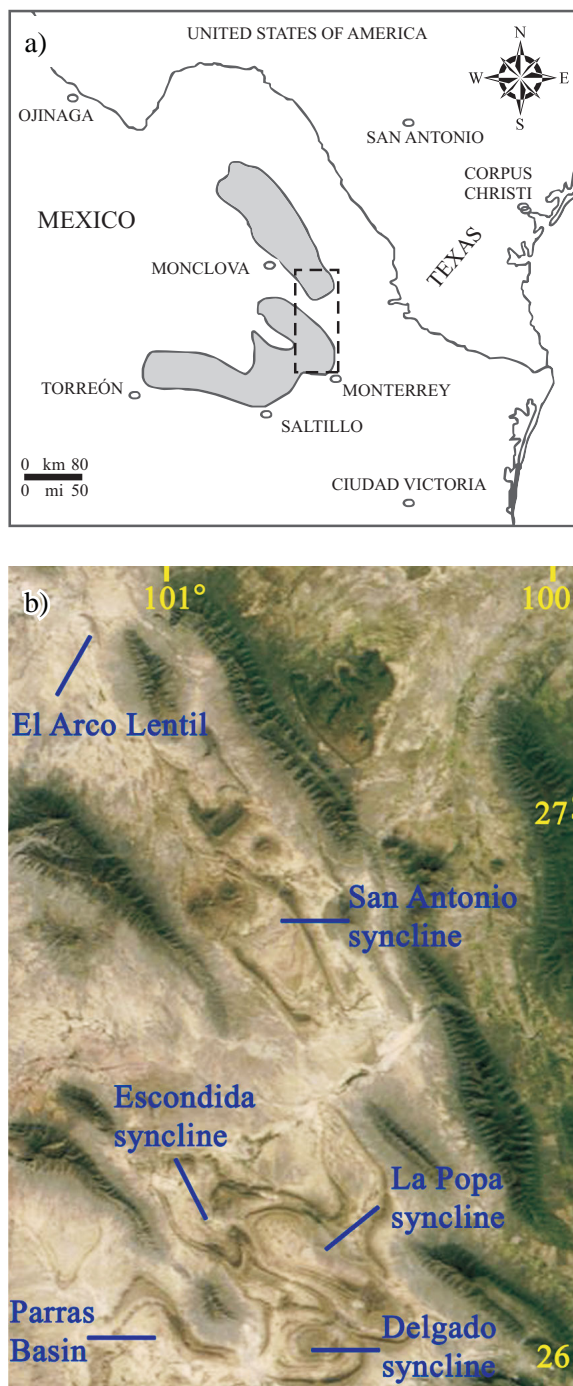 a)
UNITED STATES OF AMERICA
N
W
E
S
OJINAGA
SAN ANTONIO
CORPUS
CHRISTI
MEXICO
TEXAS
MONCLOVA
TORREÓN
MONTERREY
SALTILLO
0 km 80
0 mi 50
CIUDAD VICTORIA
b)
101°
100
El Arco Lentil
27°
San Antonio
syncline
Escondida
syncline
La Popa
syncline
Parras
Basin
Delgado
syncline
26